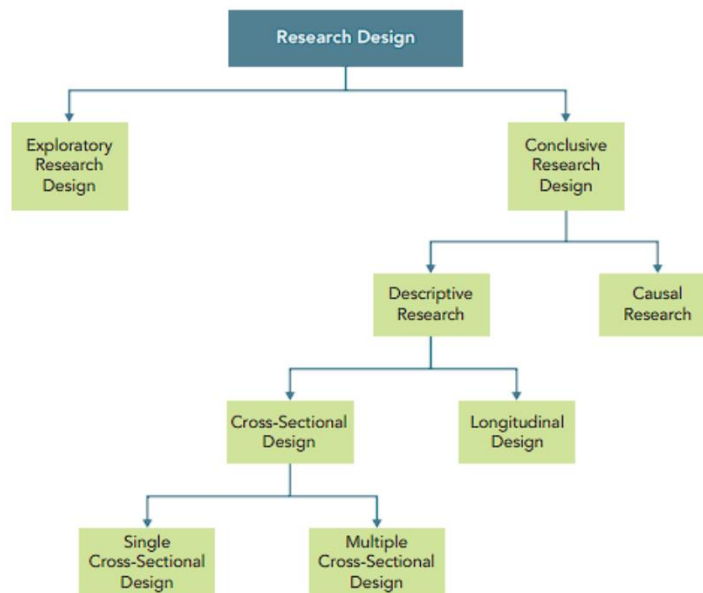 Research Design
Exploratory
Research
Design
Conclusive
Research
Design
Descriptive
Research
Causal
Research
Cross-Sectional
Design
Longitudinal
Design
Single
Cross-Sectional
Design
Multiple
Cross-Sectional
Design